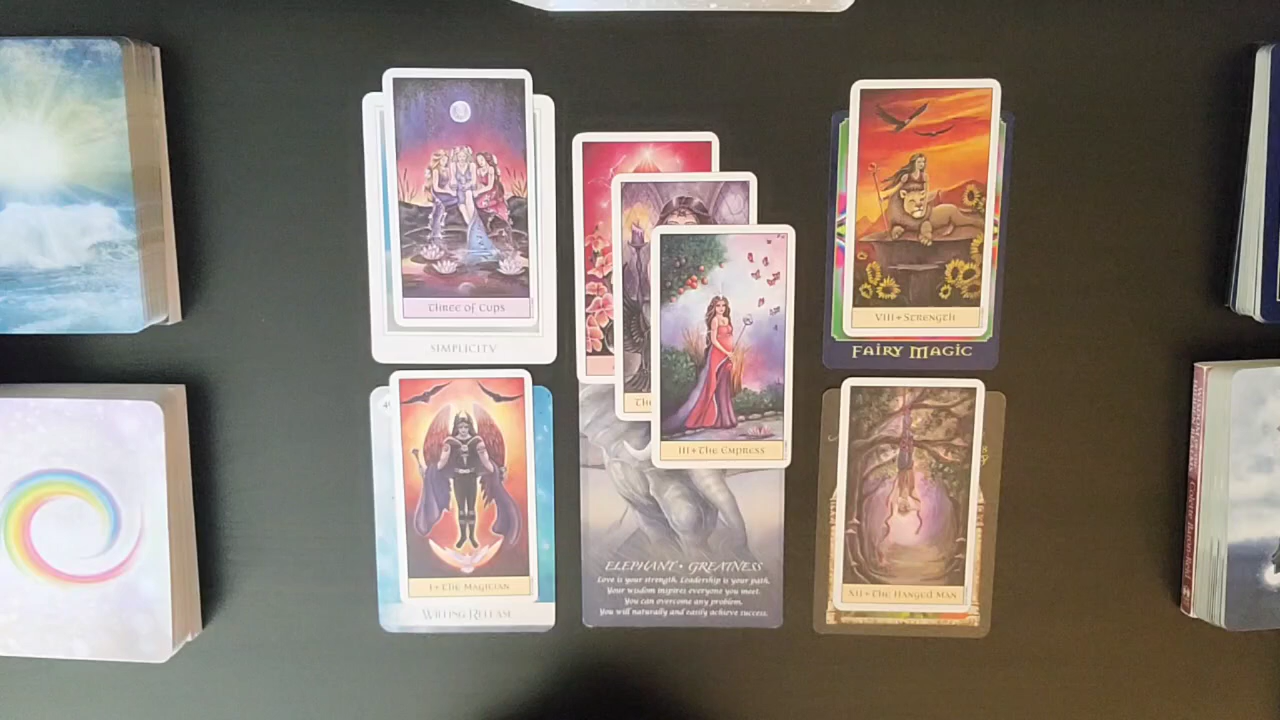 THREE OF CUPS
SIMPLICITY
I • THE MAGICIAN
WILLING RELEASE
TH
III • THE EMPRESS
ELEPHANT • GREATNESS
Love is your strength. Leadership is your path.
Your wisdom inspires everyone you meet.
You can overcome any problem.
You will naturally and easily achieve success.
VIII • STRENGTH
FAIRY MAGIC
XII • THE HANGED MAN